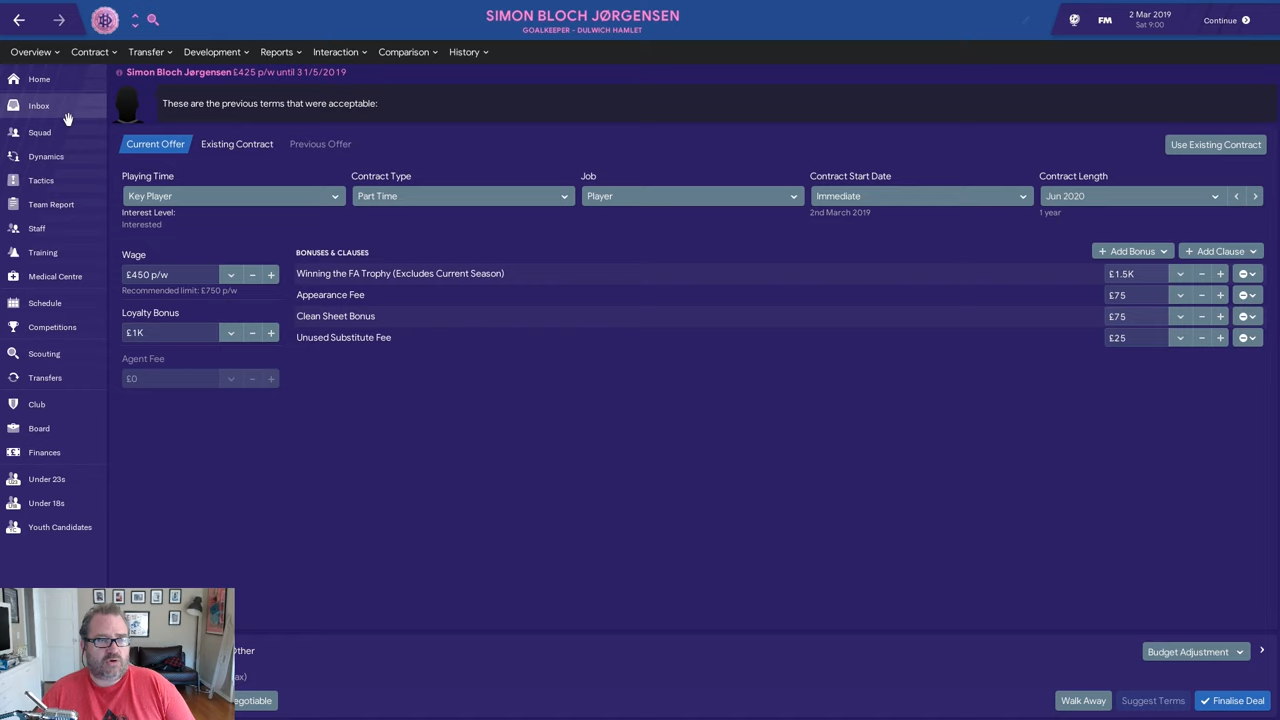 SIMON BLOCH JØRGENSEN
GOALKEEPER - DULWICH HAMLET
FM
2 Mar 2019
Sat 9:00
Continue
Overview
Contract
Transfer
Development
Reports
Interaction
Comparison
History
Simon Bloch Jørgensen £425 p/w until 31/5/2019
These are the previous terms that were acceptable:
Home
Inbox
Squad
Dynamics
Tactics
Team Report
Staff
Training
Medical Centre
Schedule
Competitions
Scouting
Transfers
Club
Board
Finances
Under 23s
Under 18s
Youth Candidates
Current Offer
Existing Contract
Previous Offer
Use Existing Contract
Playing Time
Contract Type
Job
Contract Start Date
Contract Length
Key Player
Part Time
Player
Immediate
Jun 2020
Interest Level:
Interested
2nd March 2019
1 year
Wage
£450 p/w
Recommended limit: £750 p/w
Loyalty Bonus
£1K
Agent Fee
£0
BONUSES & CLAUSES
Add Bonus
Add Clause
Winning the FA Trophy (Excludes Current Season)
£1.5K
Appearance Fee
£75
Clean Sheet Bonus
£75
Unused Substitute Fee
£25
Other
Budget Adjustment
ax)
egotiable
Walk Away
Suggest Terms
Finalise Deal